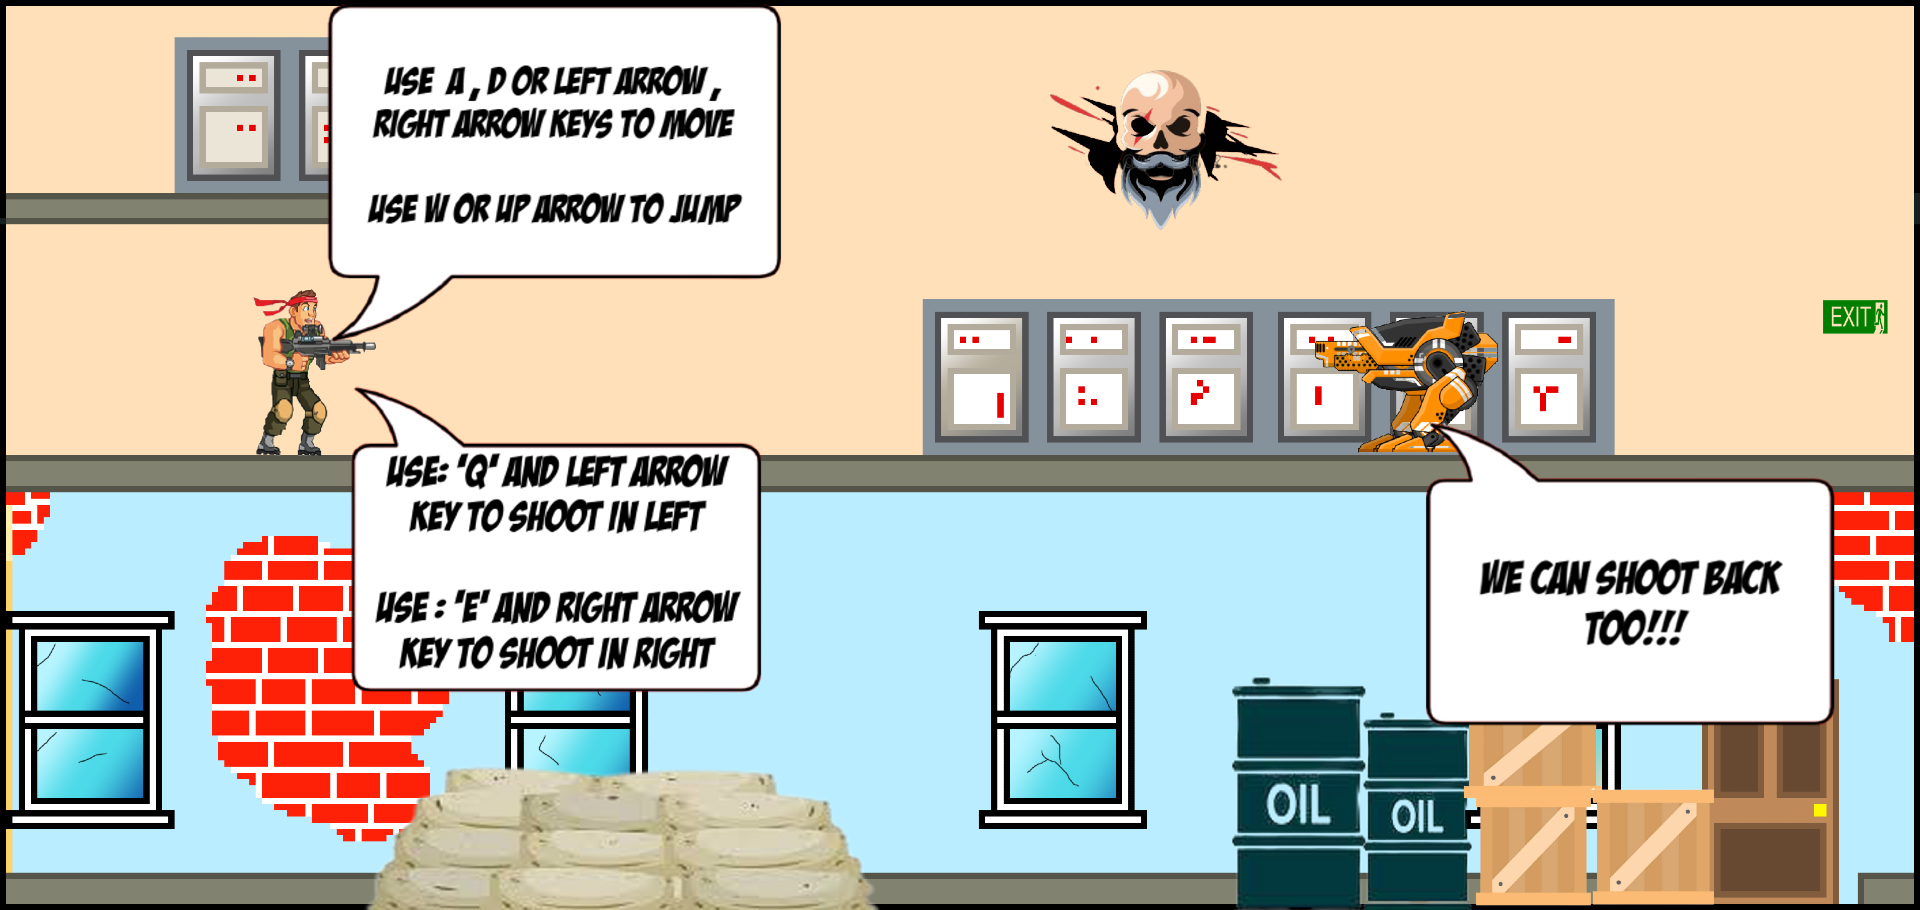 USE A , D OR LEFT ARROW ,
RIGHT ARROW KEYS TO MOVE
USE W OR UP ARROW TO JUMP
EXIT
USE: 'Q' AND LEFT ARROW
KEY TO SHOOT IN LEFT
USE : 'E' AND RIGHT ARROW
KEY TO SHOOT IN RIGHT
WE CAN SHOOT BACK
TOO!!!
OIL
OIL